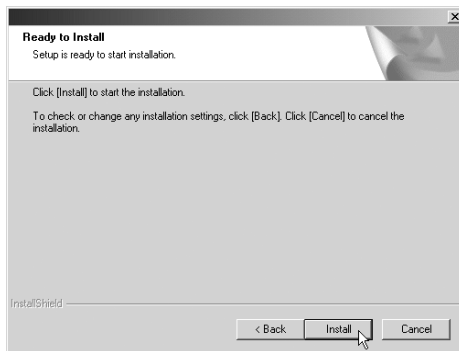 Ready to Install
Setup is ready to start installation.
Click [Install] to start the installation.
To check or change any installation settings, click [Back]. Click [Cancel] to cancel the
installation.
InstallShield
< Back Install Cancel